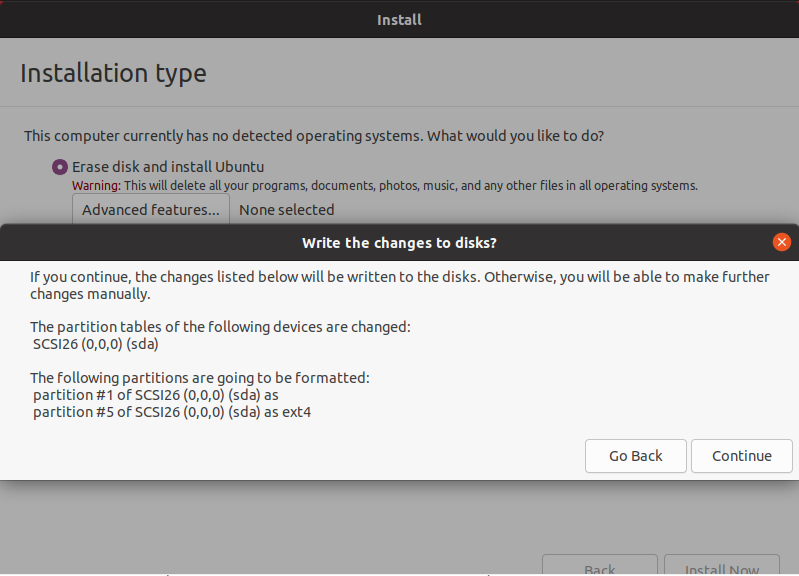 Install
Installation type
This computer currently has no detected operating systems. What would you like to do?
Erase disk and install Ubuntu
Warning: This will delete all your programs, documents, photos, music, and any other files in all operating systems.
Advanced features... None selected
Write the changes to disks?
If you continue, the changes listed below will be written to the disks. Otherwise, you will be able to make further
changes manually.
The partition tables of the following devices are changed:
SCSI26 (0,0,0) (sda)
The following partitions are going to be formatted:
partition #1 of SCSI26 (0,0,0) (sda) as
partition #5 of SCSI26 (0,0,0) (sda) as ext4
Go Back Continue
Back Install Now